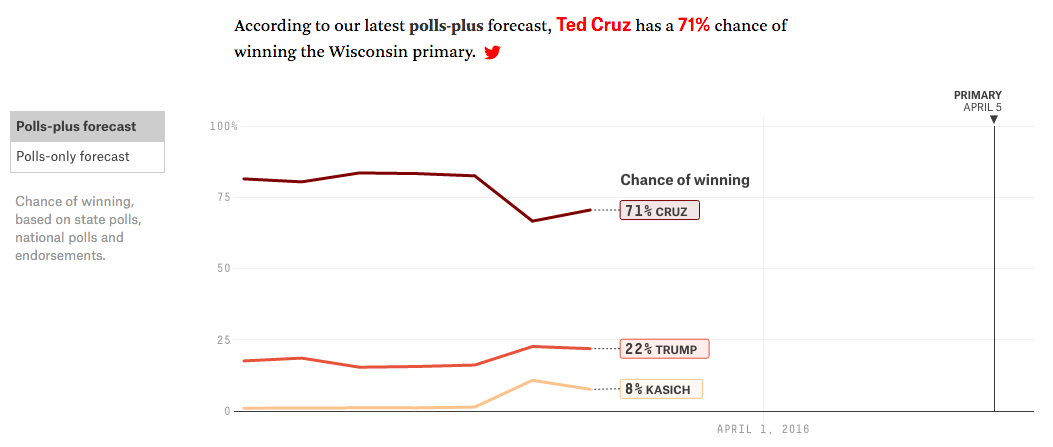 According to our latest polls-plus forecast, Ted Cruz has a 71% chance of
winning the Wisconsin primary.
PRIMARY
APRIL 5
Polls-plus forecast
Polls-only forecast
Chance of winning,
based on state polls,
national polls and
endorsements.
100%
75
50
25
0
Chance of winning
71% CRUZ
22% TRUMP
8% KASICH
APRIL 1, 2016